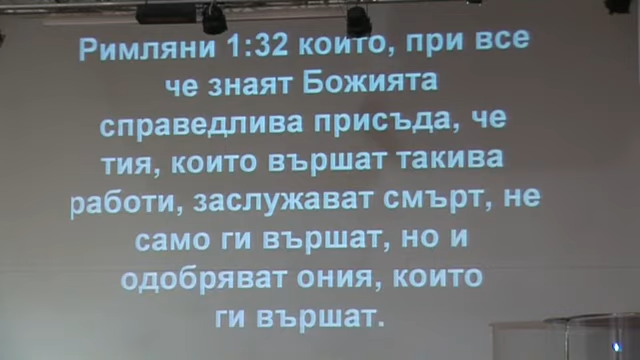 Римляни 1:32 които, при все
че знаят Божията
справедлива присъда, че
тия, които вършат такива
работи, заслужават смърт, не
само ги вършат, но и
одобряват ония, които
ги вършат.